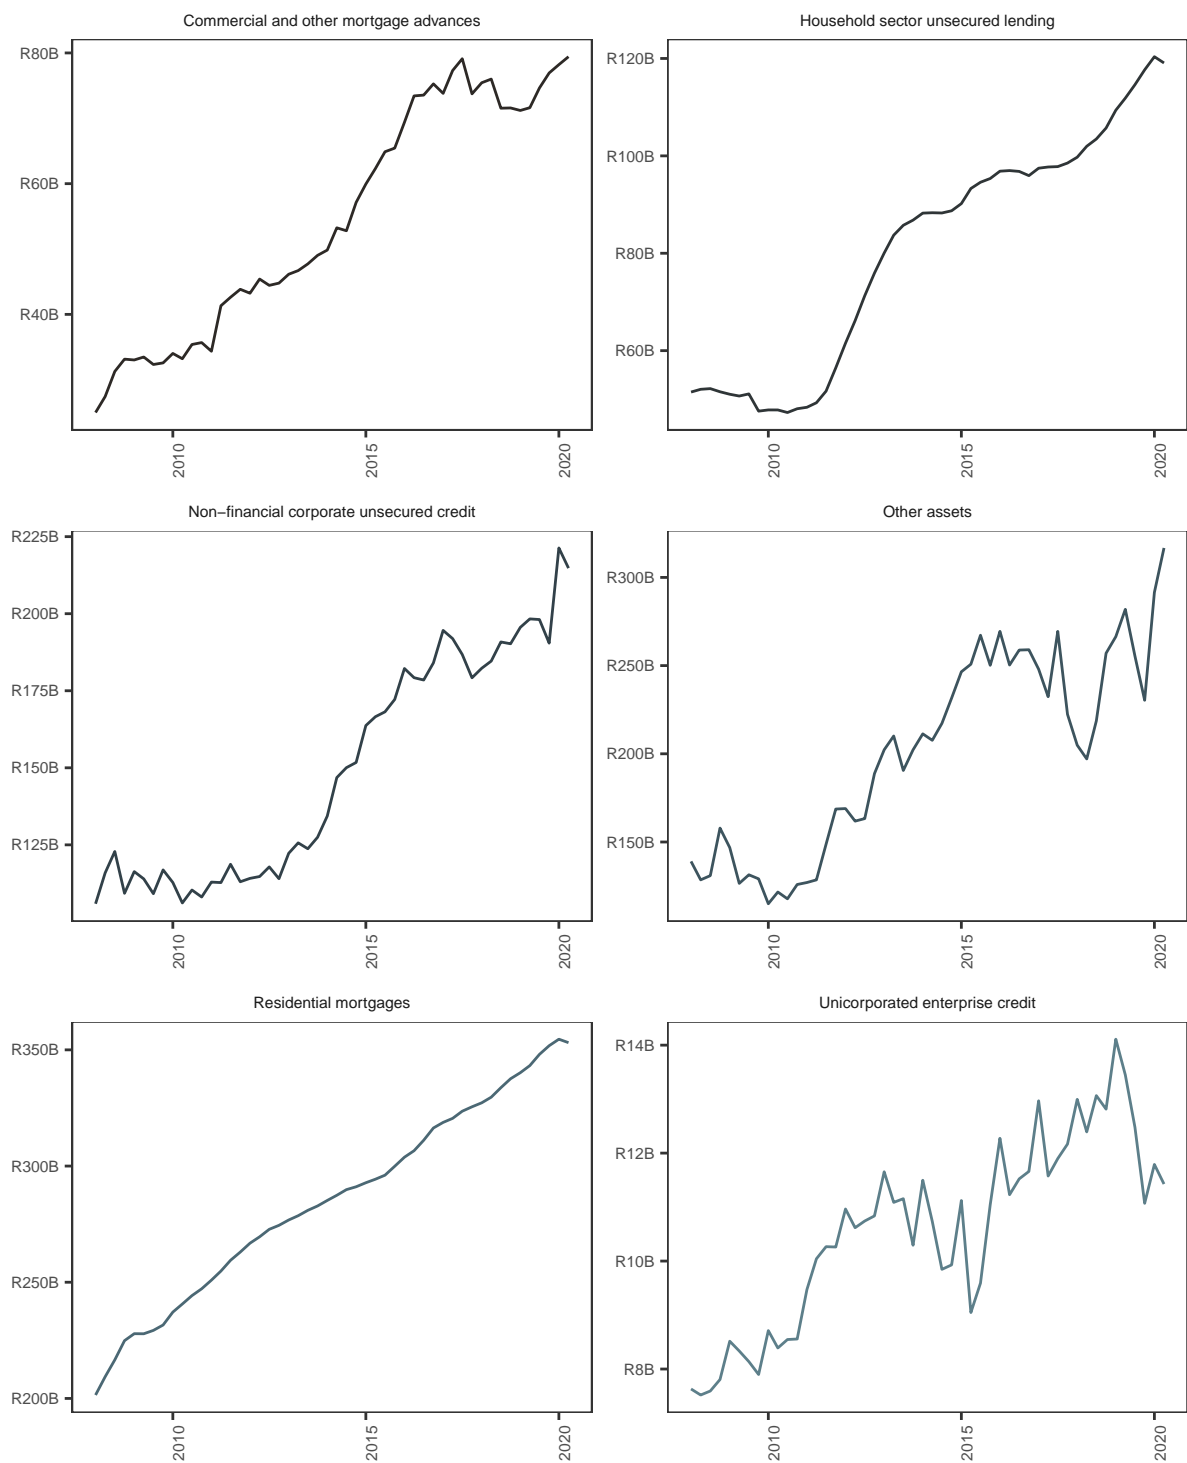 Commercial and other mortgage advances
R80B
R60B
R40B
2010
2015
2020
Household sector unsecured lending
R120B
R100B
R80B
R60B
2010
2015
2020
Non−financial corporate unsecured credit
R225B
R200B
R175B
R150B
R125B
2010
2015
2020
Other assets
R300B
R250B
R200B
R150B
2010
2015
2020
Residential mortgages
R350B
R300B
R250B
R200B
2010
2015
2020
Unicorporated enterprise credit
R14B
R12B
R10B
R8B
2010
2015
2020